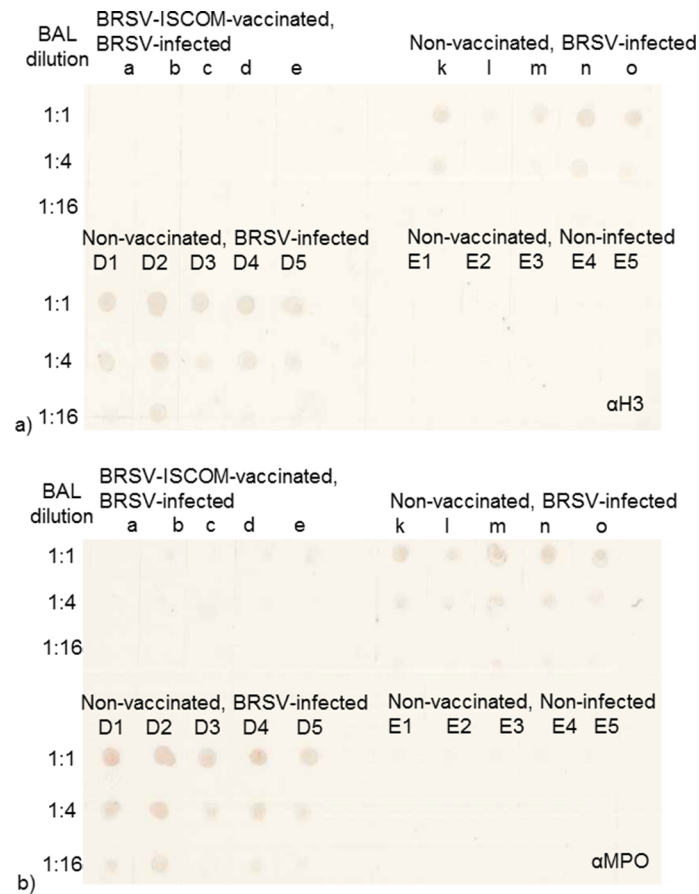 BRSV-ISCOM-vaccinated,
BAL BRSV-infected Non-vaccinated, BRSV-infected
dilution a b c d e k l m n o
1:1
1:4
1:16
Non-vaccinated, BRSV-infected Non-vaccinated, Non-infected
D1 D2 D3 D4 D5 E1 E2 E3 E4 E5
1:1
1:4
1:16 αH3
a)
BRSV-ISCOM-vaccinated,
BAL BRSV-infected Non-vaccinated, BRSV-infected
dilution a b c d e k l m n o
1:1
1:4
1:16
Non-vaccinated, BRSV-infected Non-vaccinated, Non-infected
D1 D2 D3 D4 D5 E1 E2 E3 E4 E5
1:1
1:4
1:16 αMPO
b)